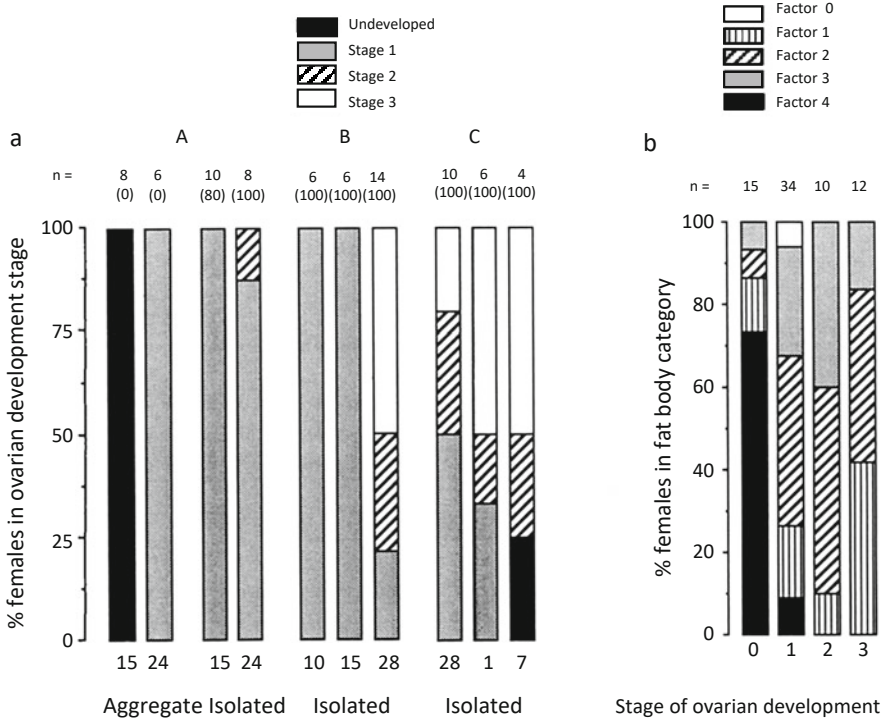 Undeveloped
Stage 1
Stage 2
Stage 3
a
A B C
n = 8 6 10 8 6 6 14 10 6 4
(0) (0) (80) (100) (100) (100) (100) (100) (100) (100)
% females in ovarian development stage
100
75
50
25
0
15 24 15 24 10 15 28 28 1 7
Aggregate Isolated Isolated Isolated
Factor 0
Factor 1
Factor 2
Factor 3
Factor 4
b
n = 15 34 10 12
% females in fat body category
100
80
60
40
20
0
0 1 2 3
Stage of ovarian development